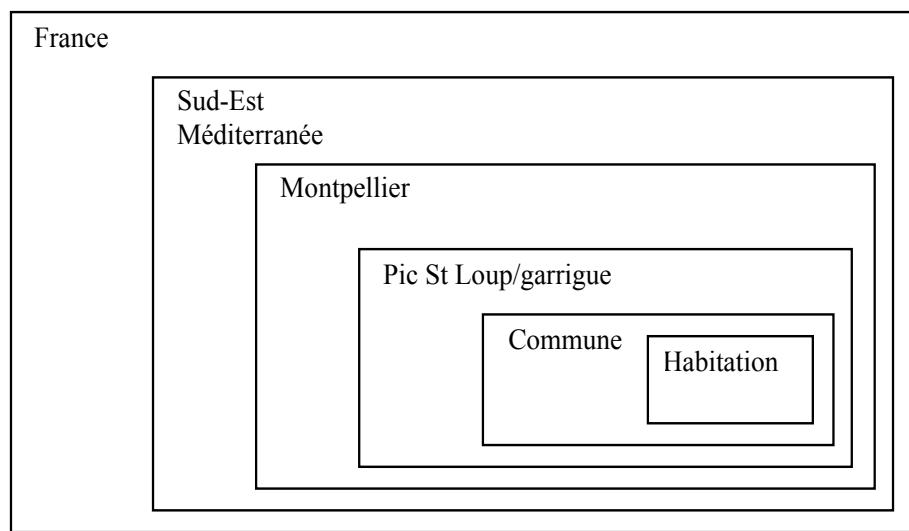 France
Sud-Est
Méditerranée
Montpellier
Pic St Loup/garrigue
Commune
Habitation